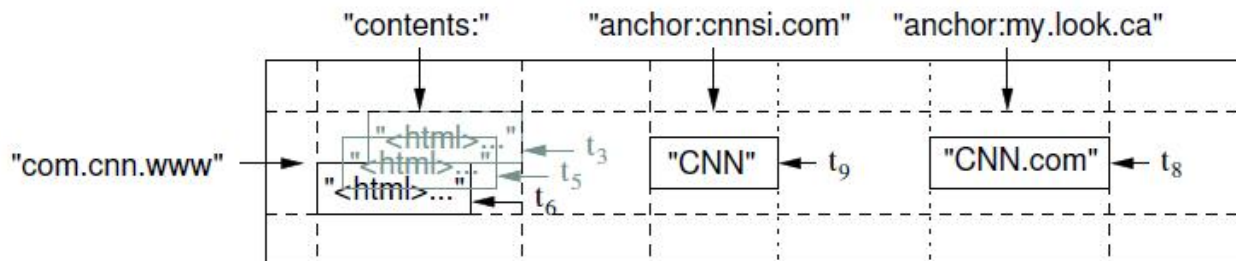 "contents:" "anchor:cnnsi.com" "anchor:my.look.ca"
"<html>..." t3
"com.cnn.www" "<html>..." t5 "CNN" t9 "CNN.com" t8
"<html>..." t6